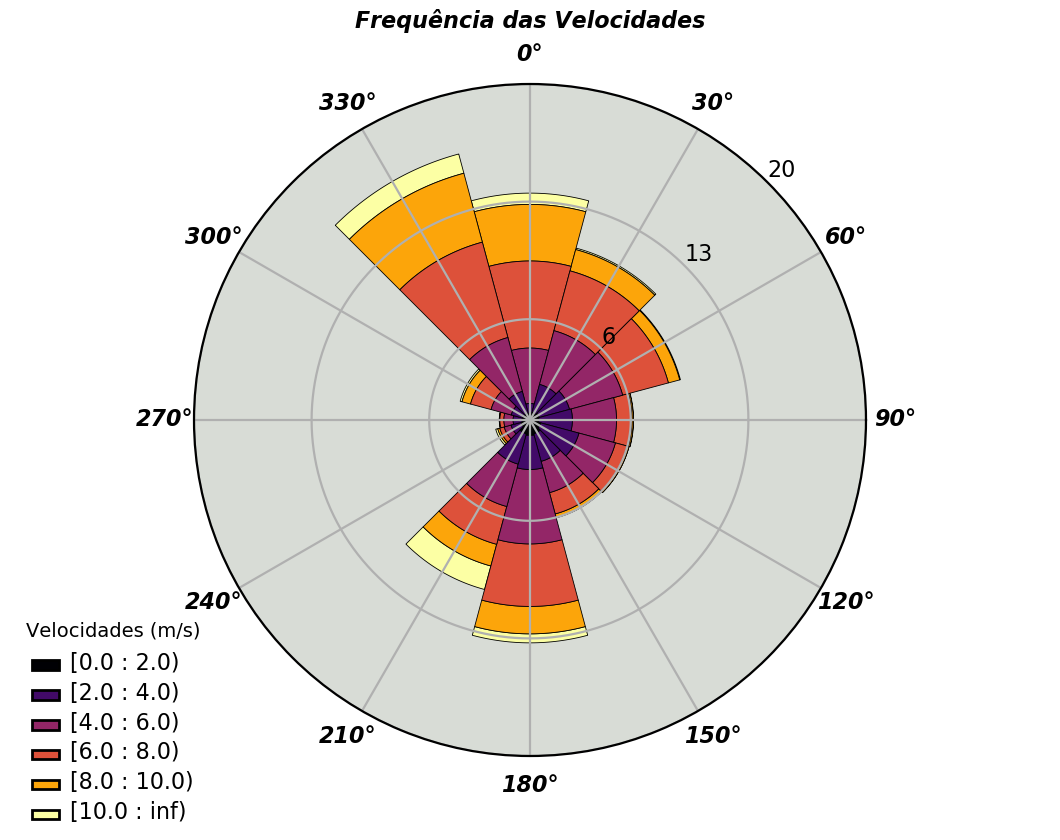 Frequência das Velocidades
0°
330°
30°
20
300°
60°
13
6
270°
90°
240°
120°
210°
150°
180°
Velocidades (m/s)
[0.0 : 2.0)
[2.0 : 4.0)
[4.0 : 6.0)
[6.0 : 8.0)
[8.0 : 10.0)
[10.0 : inf)